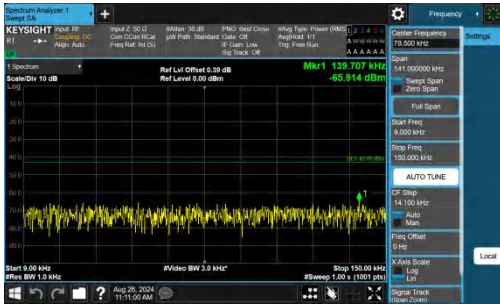 Spectrum Analyzer 1
Swept SA
+
Frequency
KEYSIGHT
Input: RF
Coupling: DC
Align: Auto
Input Z: 50 Ω
Corr CCorr RCal
Freq Ref: Int (S)
#Atten: 30 dB
µW Path: Standard
PNO: Best Close
Gate: Off
IF Gain: Low
Sig Track: Off
#Avg Type: Power (RMS
Avg|Hold: 1/1
Trig: Free Run
1 Spectrum
Scale/Div 10 dB
Log
Ref Lvl Offset 0.39 dB
Ref Level 0.00 dBm
Mkr1 139.707 kHz
-65.914 dBm
1
Start 9.00 kHz
#Res BW 1.0 kHz
#Video BW 3.0 kHz*
Stop 150.00 kHz
#Sweep 1.00 s (1001 pts)
Aug 28, 2024
11:11:00 AM
Center Frequency
79.500 kHz
Settings
Span
141.000000 kHz
Swept Span
Zero Span
Full Span
Start Freq
9.000 kHz
Stop Freq
150.000 kHz
AUTO TUNE
CF Step
14.100 kHz
Auto
Man
Freq Offset
0 Hz
X Axis Scale
Log
Lin
Local
Signal Track
(Span Zoom)